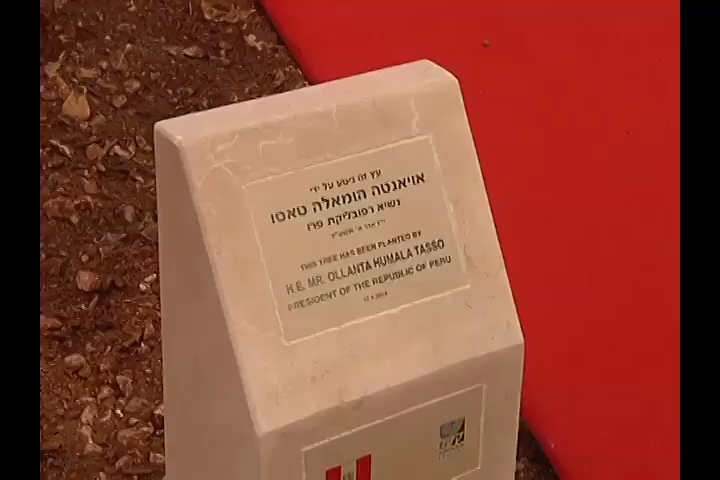 עץ זה ניטע על ידי
אויאנטה הומאלה טאסו
נשיא רפובליקת פרו
THIS TREE HAS BEEN PLANTED BY
H.E. MR. OLLANTA HUMALA TASSO
PRESIDENT OF THE REPUBLIC OF PERU